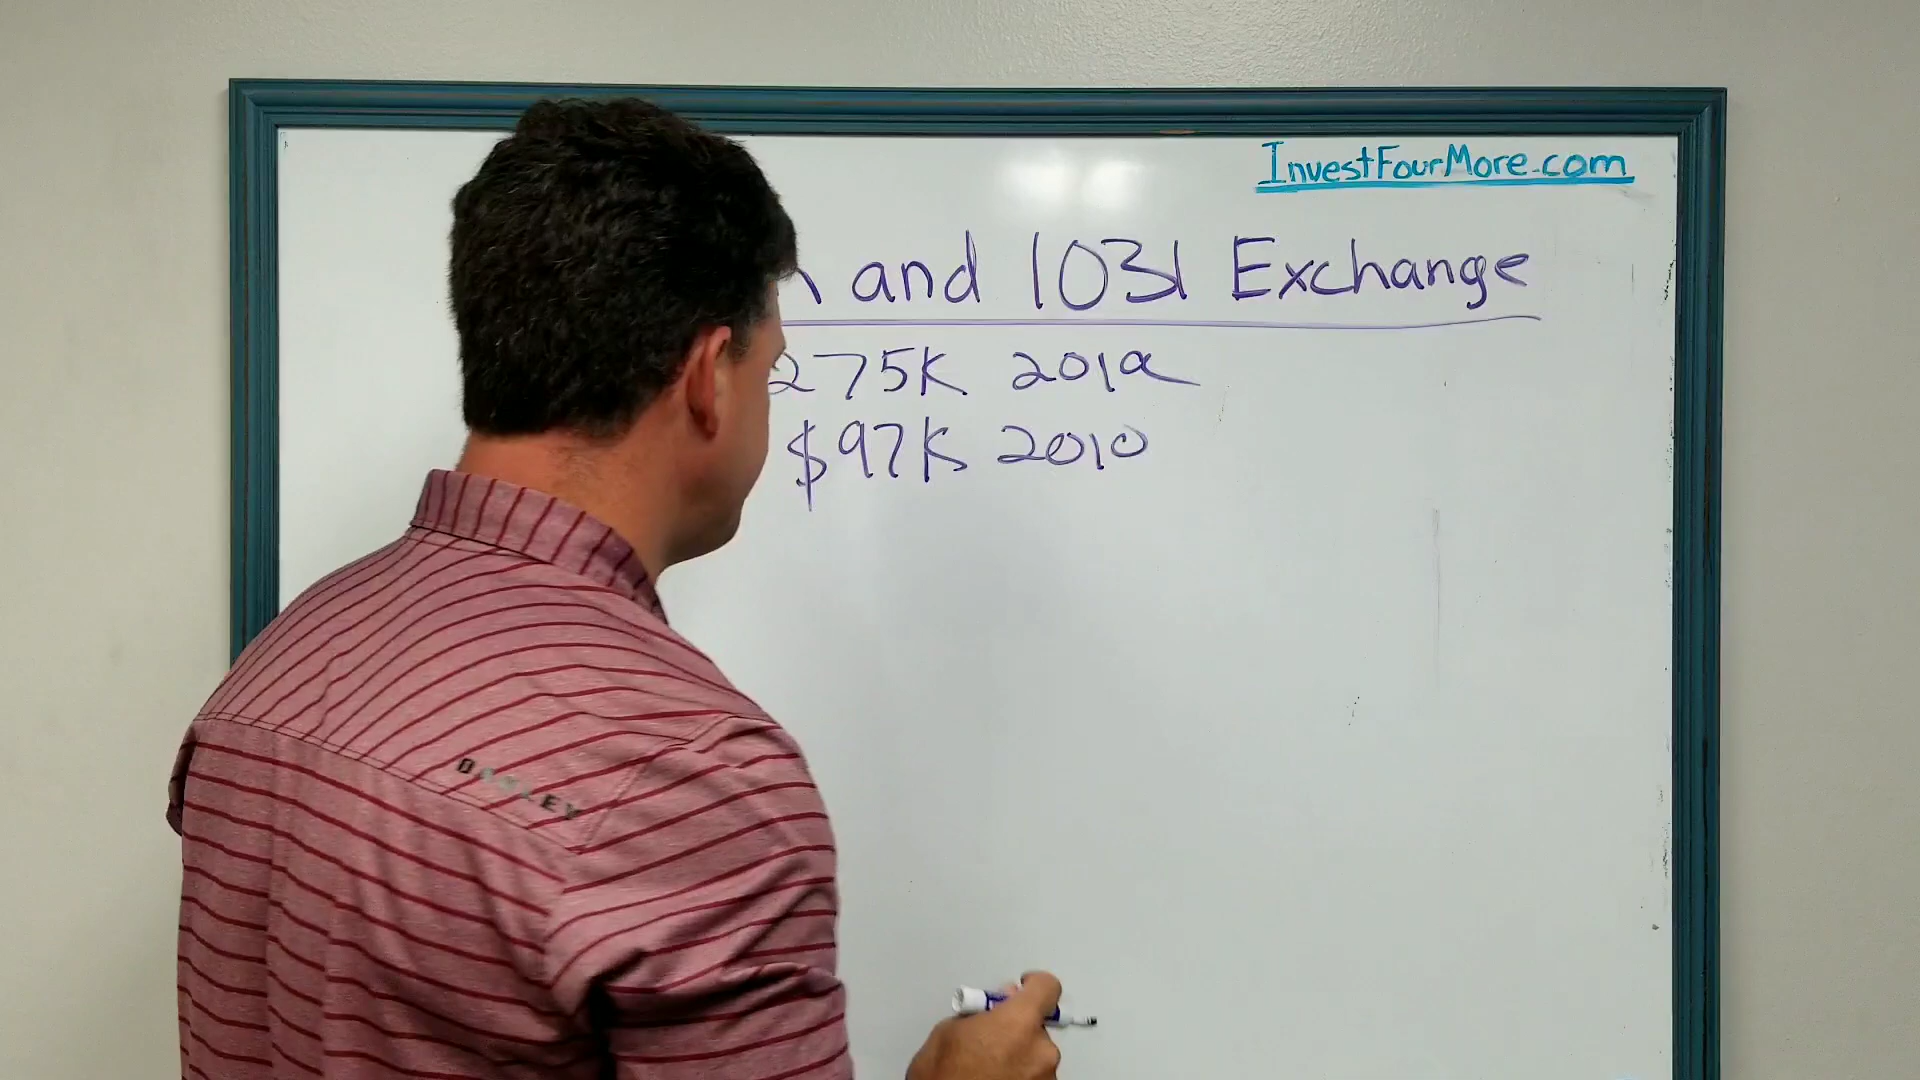 InvestFourMore.com
and 1031 Exchange
275K 2019
$97K 2010
OAKLEY